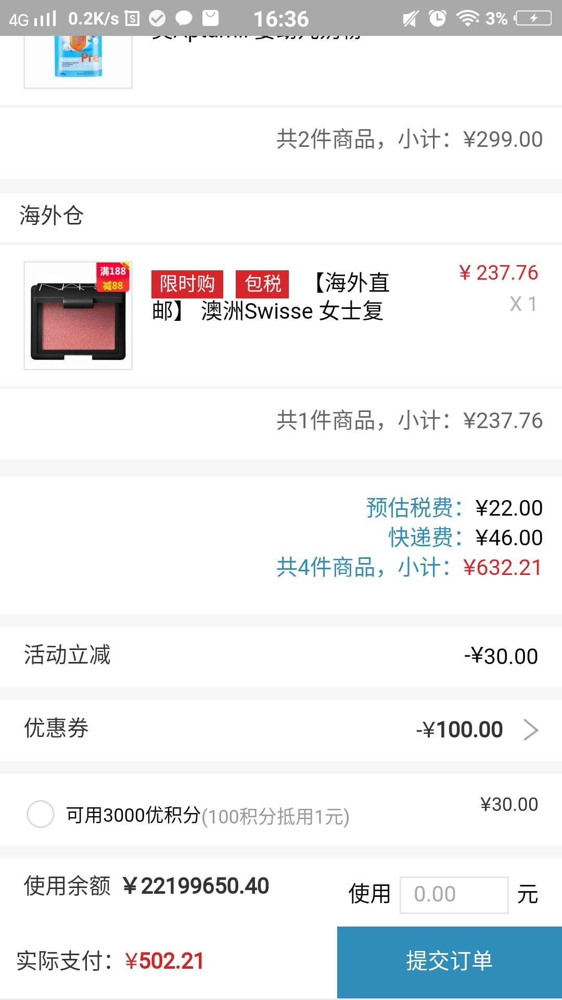 4G 0.2K/s 16:36 3%
Pre
共2件商品，小计：¥299.00
海外仓
满188
减88
限时购 包税 【海外直
邮】 澳洲Swisse 女士复
¥ 237.76
X 1
共1件商品，小计：¥237.76
预估税费：¥22.00
快递费：¥46.00
共4件商品，小计：¥632.21
活动立减 -¥30.00
优惠券 -¥100.00
可用3000优积分(100积分抵用1元) ¥30.00
使用余额 ¥22199650.40 使用 0.00 元
实际支付：¥502.21 提交订单